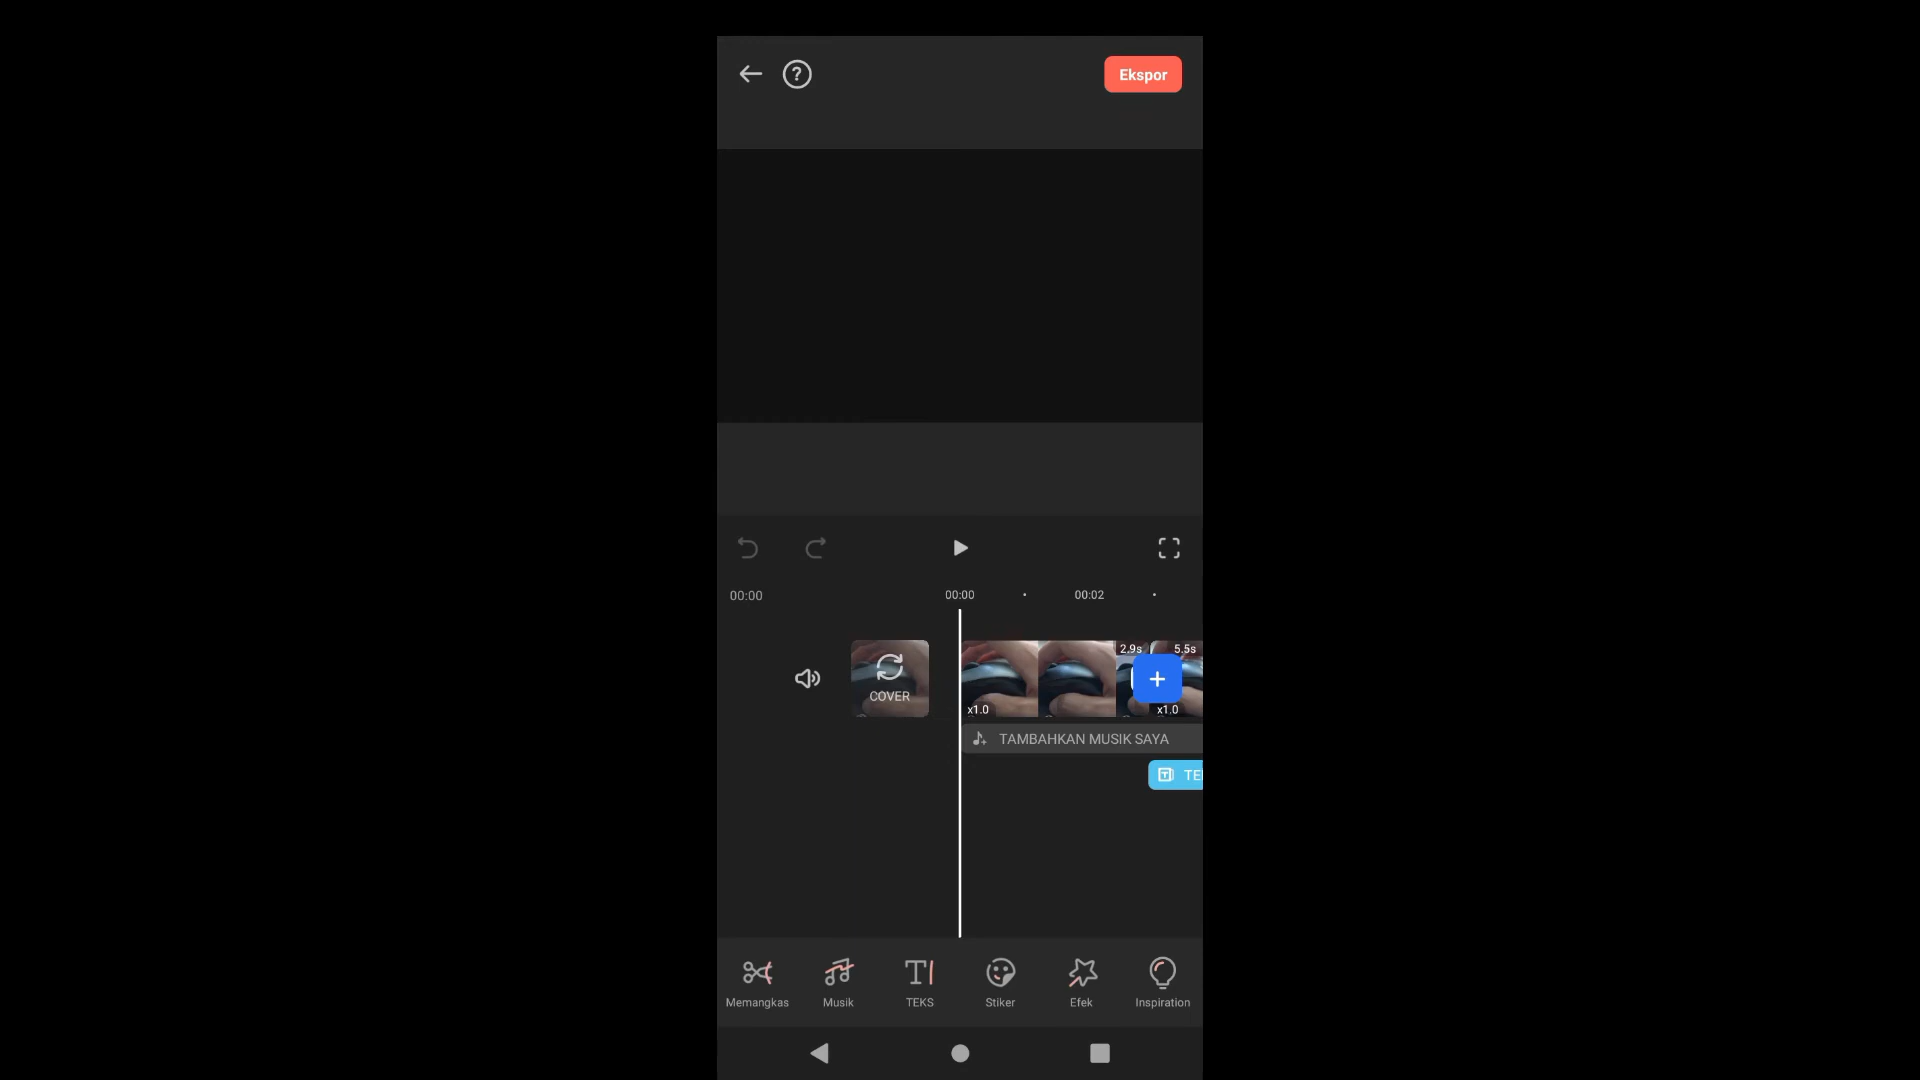 ?
Ekspor
00:00
00:00
00:02
COVER
2.9s
5.5s
x1.0
x1.0
TAMBAHKAN MUSIK SAYA
Memangkas
Musik
TEKS
Stiker
Efek
Inspiration